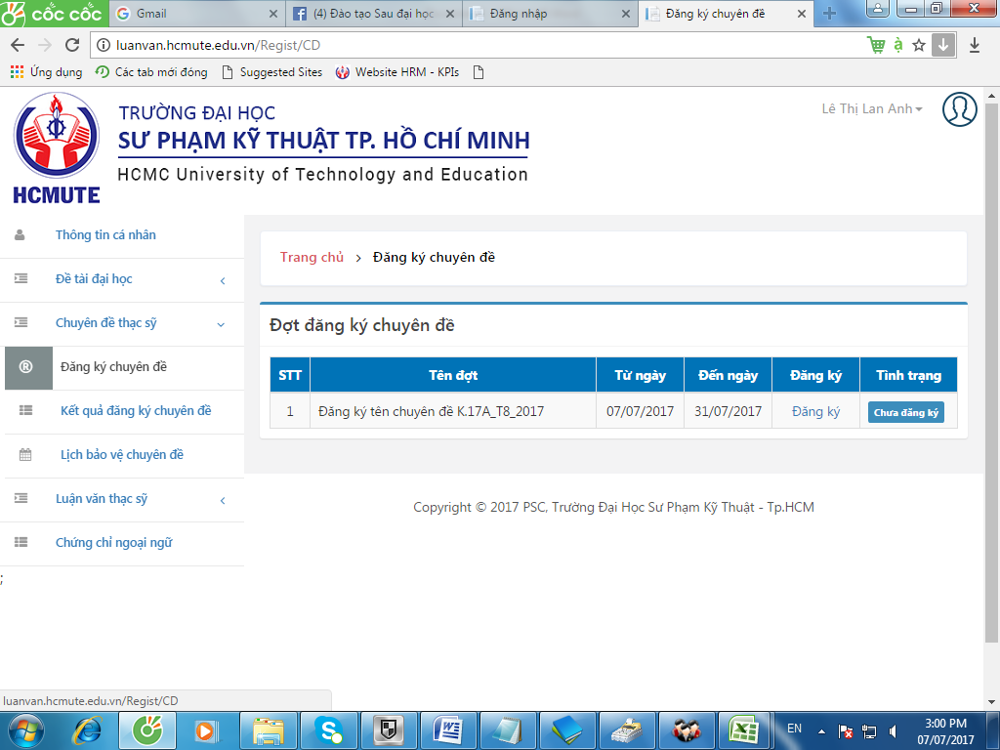 cốc cốc
Gmail
(4) Đào tạo Sau đại học
Đăng nhập
Đăng ký chuyên đề
luanvan.hcmute.edu.vn/Regist/CD
Ứng dụng
Các tab mới đóng
Suggested Sites
Website HRM - KPIs
HCMUTE
TRƯỜNG ĐẠI HỌC
SƯ PHẠM KỸ THUẬT TP. HỒ CHÍ MINH
HCMC University of Technology and Education
Lê Thị Lan Anh
Thông tin cá nhân
Đề tài đại học
Chuyên đề thạc sỹ
Đăng ký chuyên đề
Kết quả đăng ký chuyên đề
Lịch bảo vệ chuyên đề
Luận văn thạc sỹ
Chứng chỉ ngoại ngữ
;
Trang chủ > Đăng ký chuyên đề
Đợt đăng ký chuyên đề
STT Tên đợt Từ ngày Đến ngày Đăng ký Tình trạng
1 Đăng ký tên chuyên đề K.17A_T8_2017 07/07/2017 31/07/2017 Đăng ký Chưa đăng ký
Copyright © 2017 PSC, Trường Đại Học Sư Phạm Kỹ Thuật - Tp.HCM
luanvan.hcmute.edu.vn/Regist/CD
EN
3:00 PM
07/07/2017